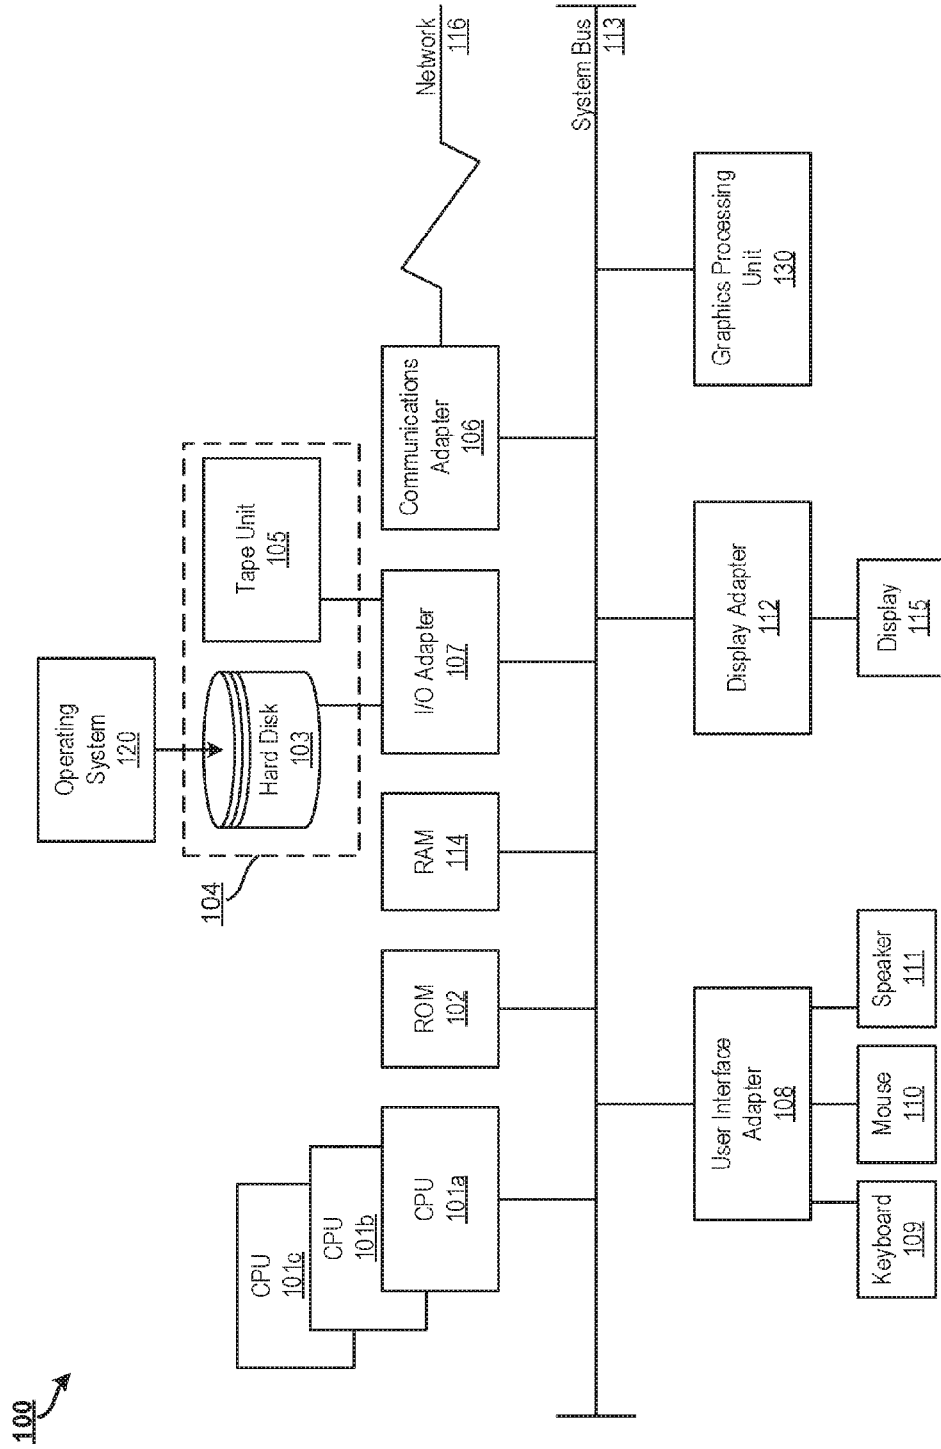 100
Operating
System
120
104
Hard Disk
103
Tape Unit
105
CPU
101c
CPU
101b
CPU
101a
ROM
102
RAM
114
I/O Adapter
107
Communications
Adapter
106
Network
116
System Bus
113
User Interface
Adapter
108
Display Adapter
112
Graphics Processing
Unit
130
Keyboard
109
Mouse
110
Speaker
111
Display
115